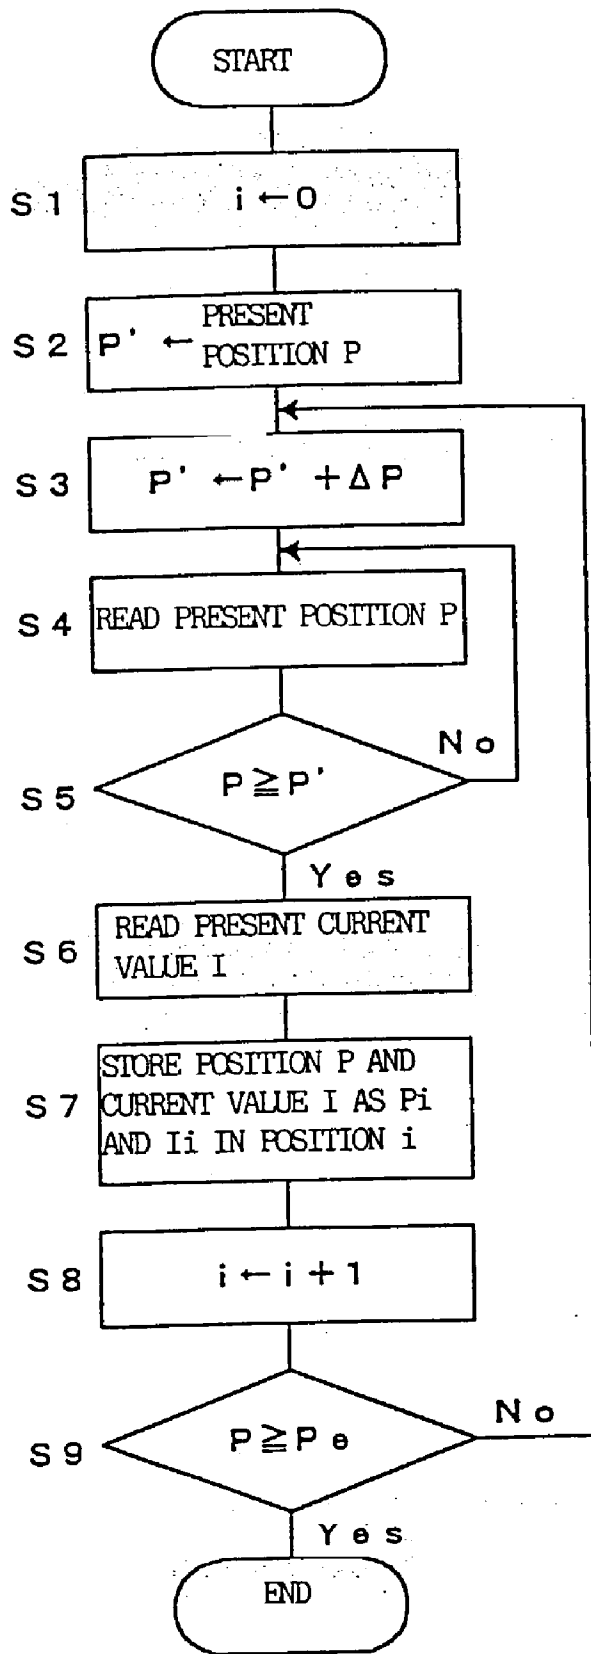 START
S1
i ← 0
S2
P' ← PRESENT
POSITION P
S3
P' ← P' + ΔP
S4
READ PRESENT POSITION P
No
S5
P ≧ P'
Yes
S6
READ PRESENT CURRENT
VALUE I
S7
STORE POSITION P AND
CURRENT VALUE I AS Pi
AND Ii IN POSITION i
S8
i ← i + 1
No
S9
P ≧ Pe
Yes
END